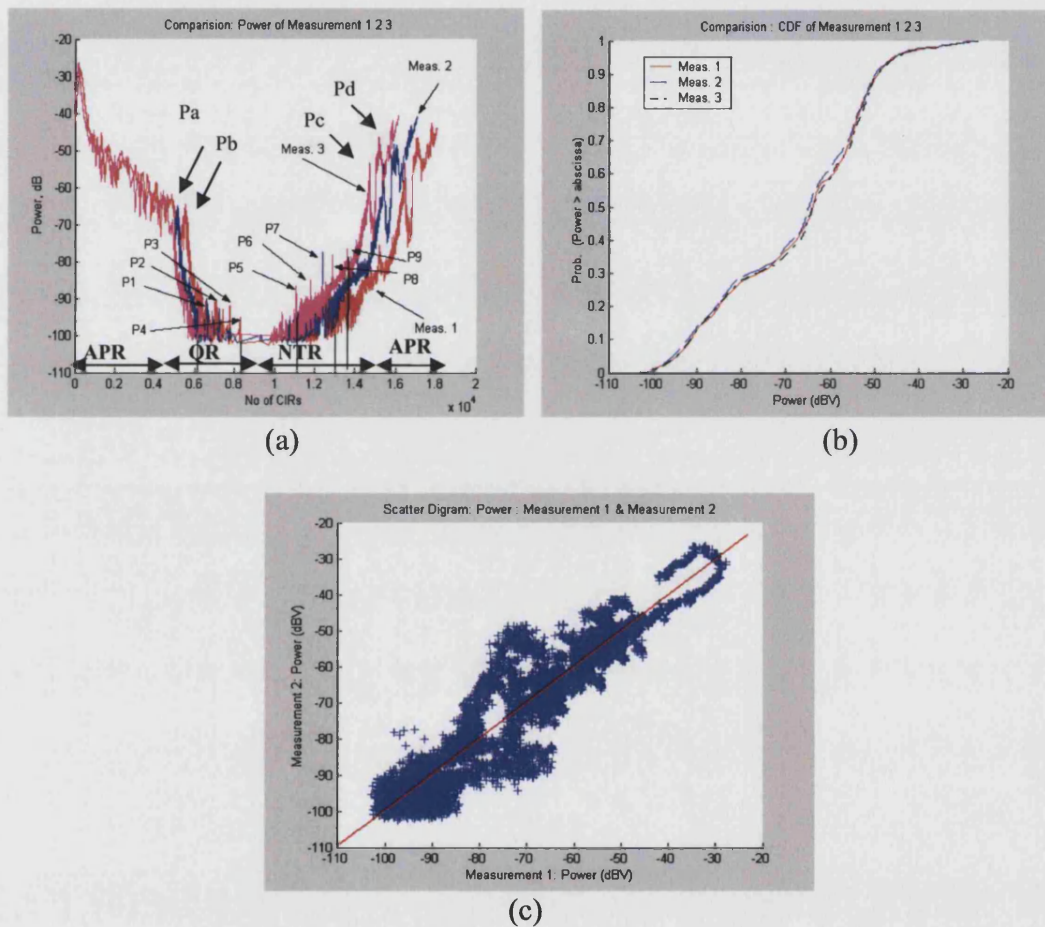 Comparision: Power of Measurement 1 2 3
-20
-30
-40
-50
-60
-70
-80
-90
-100
-110
Power, dB
Pa
Pb
Pc
Pd
Meas. 2
Meas. 3
P7
P6
P5
P3
P2
P1
P4
P9
P8
Meas. 1
APR
QR
NTR
APR
0 0.2 0.4 0.6 0.8 1 1.2 1.4 1.6 1.8 2
No of CIRs
x 10⁴
(a)
Comparision : CDF of Measurement 1 2 3
1
0.9
0.8
0.7
0.6
0.5
0.4
0.3
0.2
0.1
0
Prob. (Power > abscissa)
Meas. 1
Meas. 2
Meas. 3
-110 -100 -90 -80 -70 -60 -50 -40 -30 -20
Power (dBV)
(b)
Scatter Digram: Power : Measurement 1 & Measurement 2
-20
-30
-40
-50
-60
-70
-80
-90
-100
-110
Measurement 2: Power (dBV)
-110 -100 -90 -80 -70 -60 -50 -40 -30 -20
Measurement 1: Power (dBV)
(c)